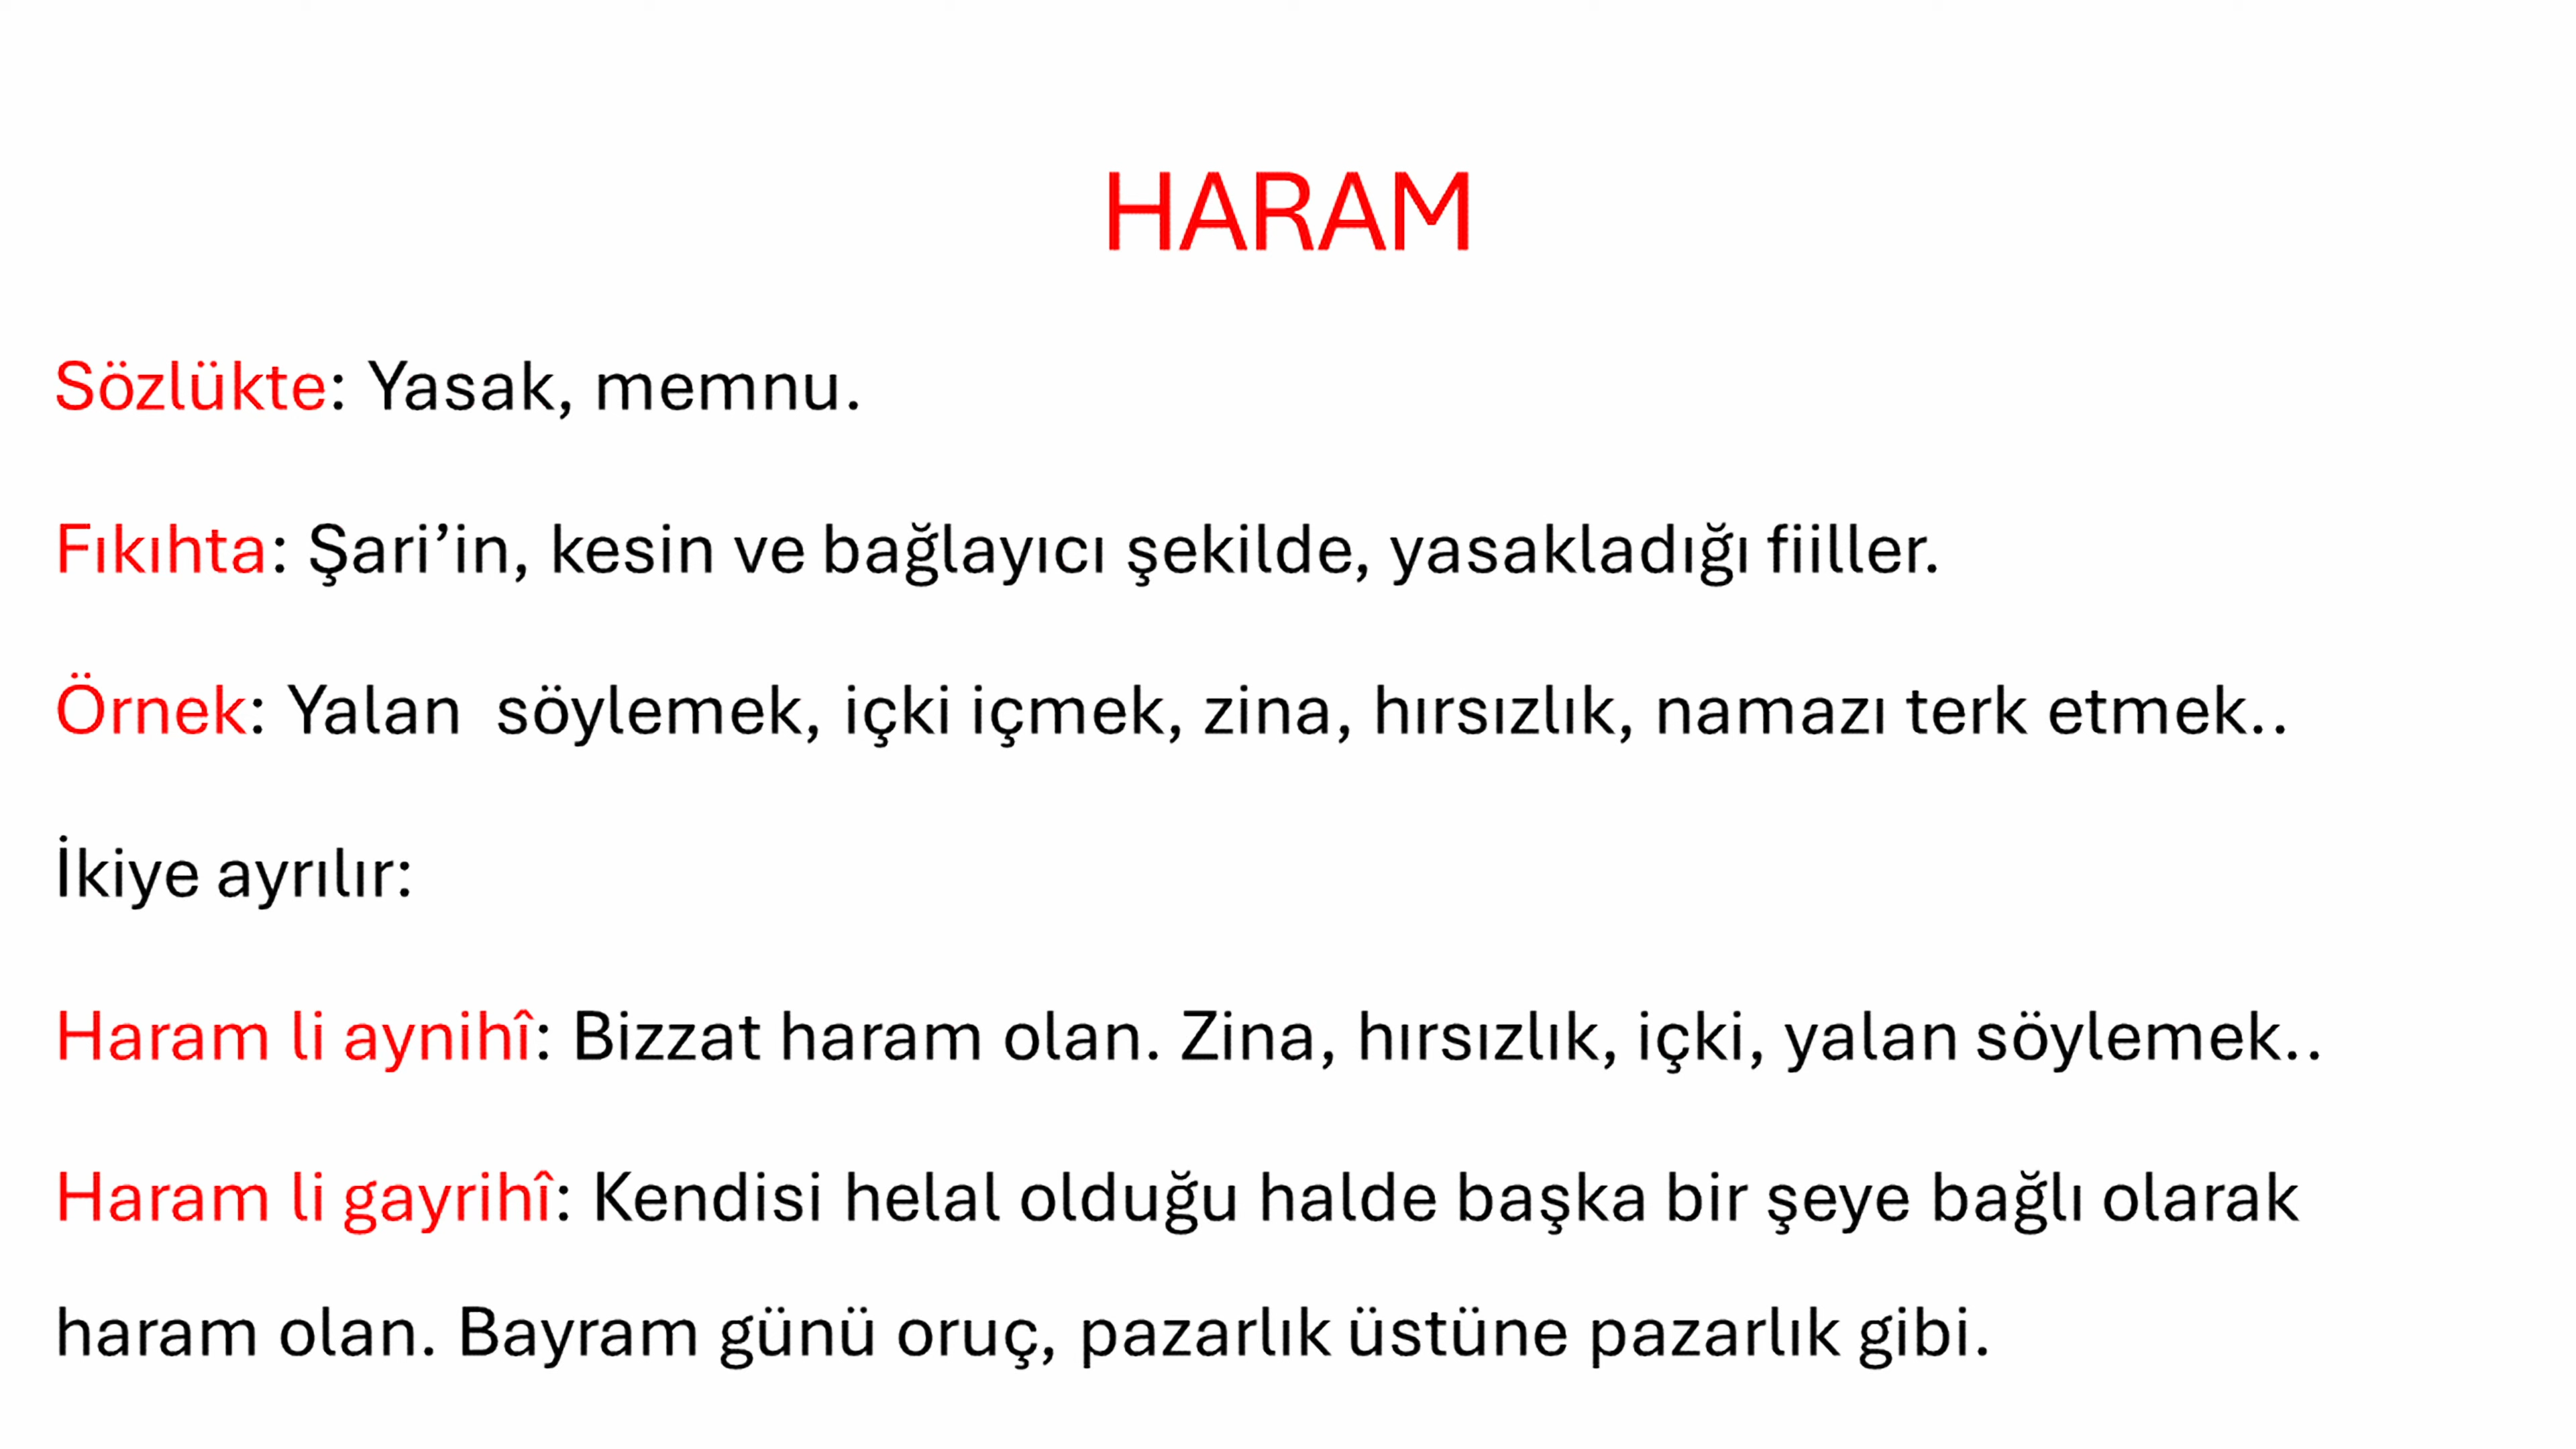 HARAM
Sözlükte: Yasak, memnu.
Fıkıhta: Şari’in, kesin ve bağlayıcı şekilde, yasakladığı fiiller.
Örnek: Yalan  söylemek, içki içmek, zina, hırsızlık, namazı terk etmek..
İkiye ayrılır:
Haram li aynihî: Bizzat haram olan. Zina, hırsızlık, içki, yalan söylemek..
Haram li gayrihî: Kendisi helal olduğu halde başka bir şeye bağlı olarak
haram olan. Bayram günü oruç, pazarlık üstüne pazarlık gibi.